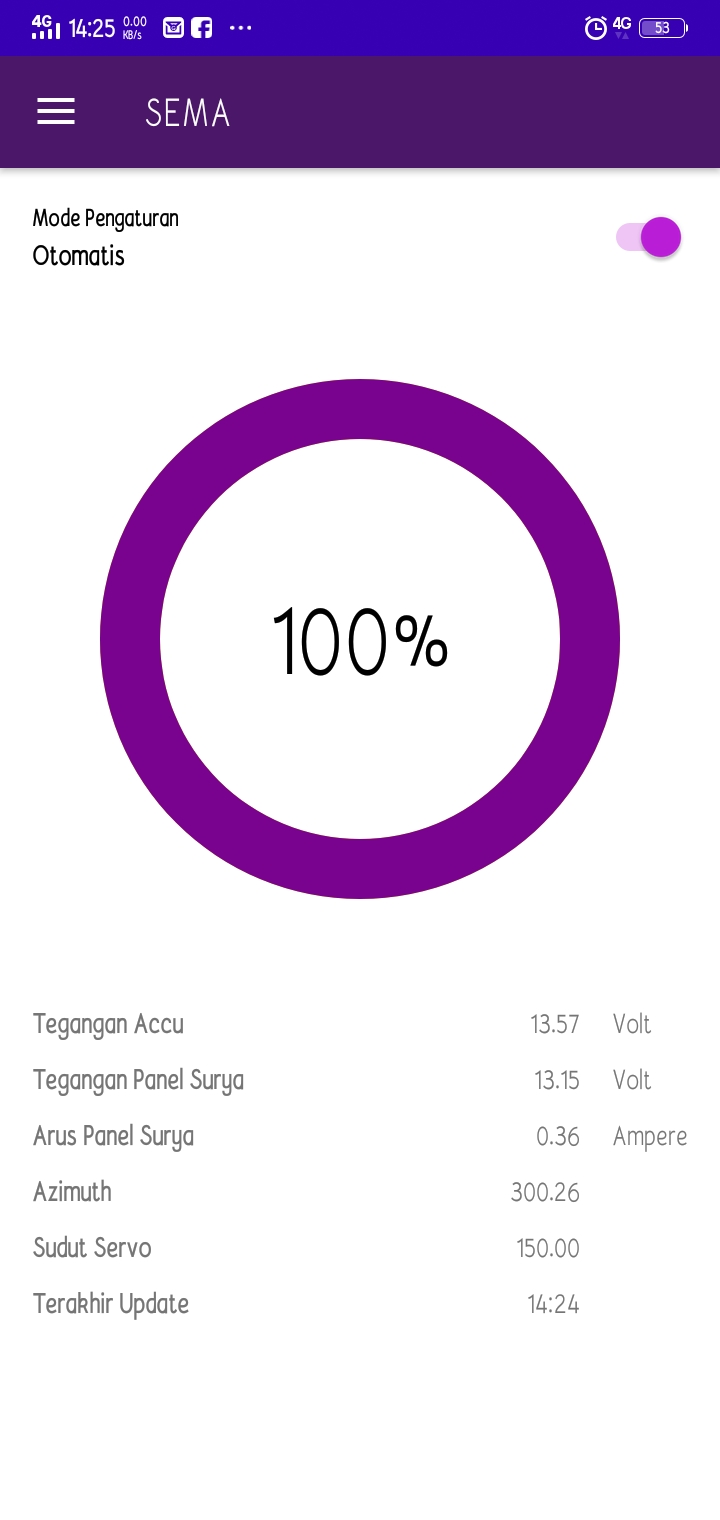 4G 14:25 0.00 KB/s 4G 53
SEMA
Mode Pengaturan
Otomatis
100%
Tegangan Accu 13.57 Volt
Tegangan Panel Surya 13.15 Volt
Arus Panel Surya 0.36 Ampere
Azimuth 300.26
Sudut Servo 150.00
Terakhir Update 14:24